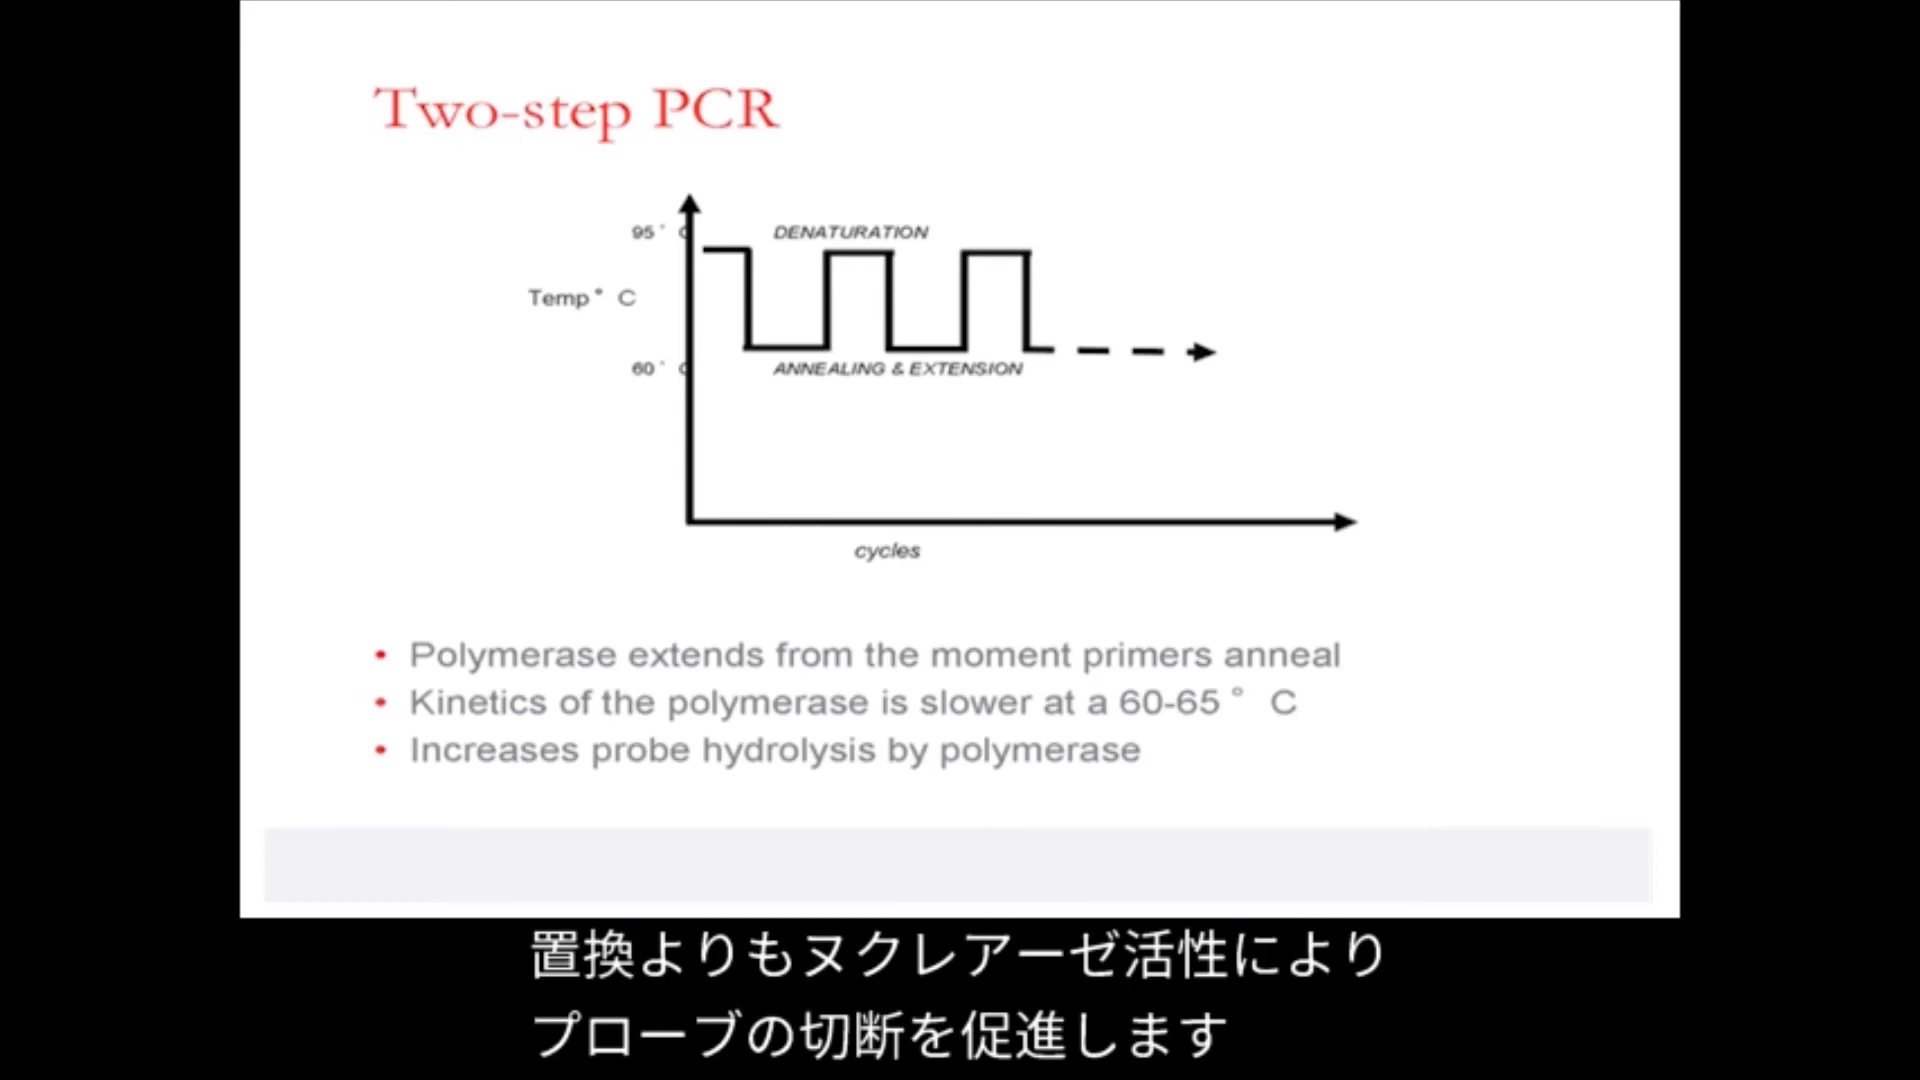 Two-step PCR
95° C
DENATURATION
Temp° C
60° C
ANNEALING & EXTENSION
cycles
• Polymerase extends from the moment primers anneal
• Kinetics of the polymerase is slower at a 60-65° C
• Increases probe hydrolysis by polymerase
置換よりもヌクレアーゼ活性により
プローブの切断を促進します